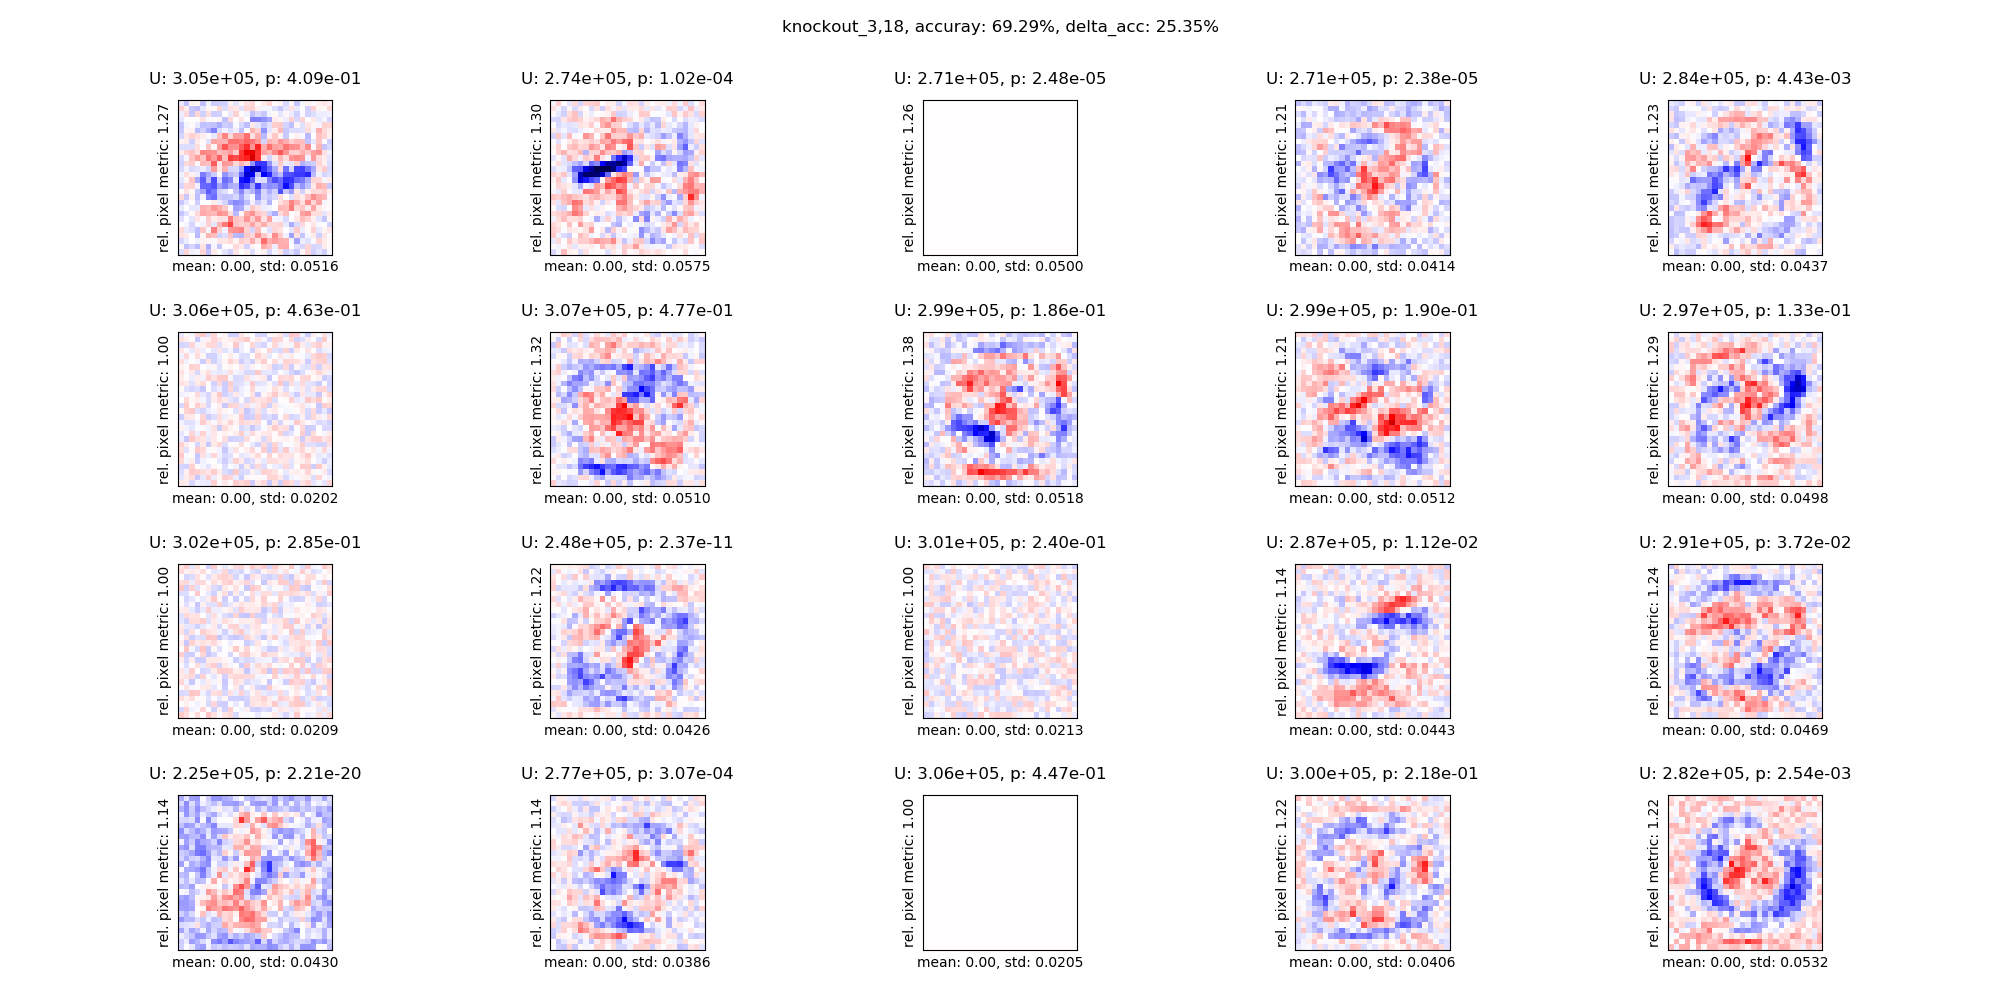 knockout_3,18, accuray: 69.29%, delta_acc: 25.35%
U: 3.05e+05, p: 4.09e-01
rel. pixel metric: 1.27
mean: 0.00, std: 0.0516
U: 2.74e+05, p: 1.02e-04
rel. pixel metric: 1.30
mean: 0.00, std: 0.0575
U: 2.71e+05, p: 2.48e-05
rel. pixel metric: 1.26
mean: 0.00, std: 0.0500
U: 2.71e+05, p: 2.38e-05
rel. pixel metric: 1.21
mean: 0.00, std: 0.0414
U: 2.84e+05, p: 4.43e-03
rel. pixel metric: 1.23
mean: 0.00, std: 0.0437
U: 3.06e+05, p: 4.63e-01
rel. pixel metric: 1.00
mean: 0.00, std: 0.0202
U: 3.07e+05, p: 4.77e-01
rel. pixel metric: 1.32
mean: 0.00, std: 0.0510
U: 2.99e+05, p: 1.86e-01
rel. pixel metric: 1.38
mean: 0.00, std: 0.0518
U: 2.99e+05, p: 1.90e-01
rel. pixel metric: 1.21
mean: 0.00, std: 0.0512
U: 2.97e+05, p: 1.33e-01
rel. pixel metric: 1.29
mean: 0.00, std: 0.0498
U: 3.02e+05, p: 2.85e-01
rel. pixel metric: 1.00
mean: 0.00, std: 0.0209
U: 2.48e+05, p: 2.37e-11
rel. pixel metric: 1.22
mean: 0.00, std: 0.0426
U: 3.01e+05, p: 2.40e-01
rel. pixel metric: 1.00
mean: 0.00, std: 0.0213
U: 2.87e+05, p: 1.12e-02
rel. pixel metric: 1.14
mean: 0.00, std: 0.0443
U: 2.91e+05, p: 3.72e-02
rel. pixel metric: 1.24
mean: 0.00, std: 0.0469
U: 2.25e+05, p: 2.21e-20
rel. pixel metric: 1.14
mean: 0.00, std: 0.0430
U: 2.77e+05, p: 3.07e-04
rel. pixel metric: 1.14
mean: 0.00, std: 0.0386
U: 3.06e+05, p: 4.47e-01
rel. pixel metric: 1.00
mean: 0.00, std: 0.0205
U: 3.00e+05, p: 2.18e-01
rel. pixel metric: 1.22
mean: 0.00, std: 0.0406
U: 2.82e+05, p: 2.54e-03
rel. pixel metric: 1.22
mean: 0.00, std: 0.0532